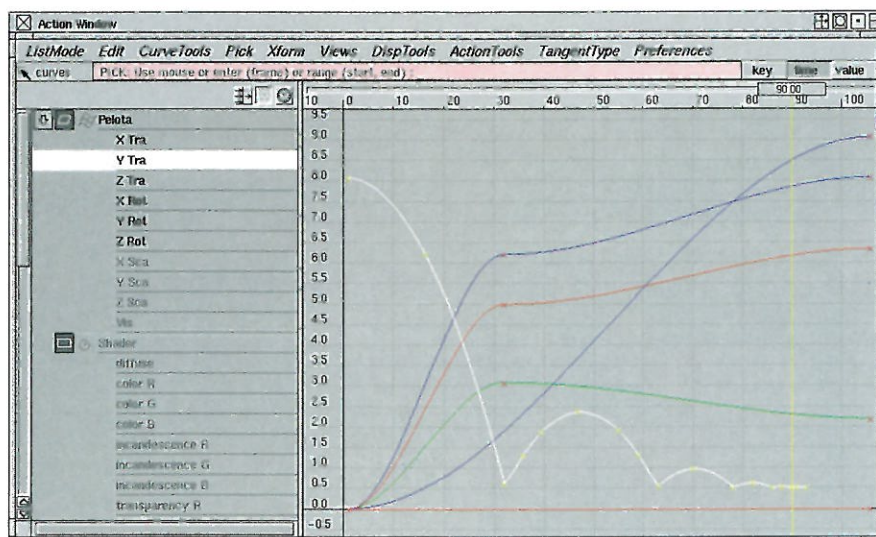 Action Window
ListMode Edit CurveTools Pick Xform Views DispTools ActionTools TangentType Preferences
curves PICK: Use mouse or enter (frame) or range (start, end) : key time value
90.00
10 0 10 20 30 40 50 60 70 80 90 100
Pelota
X Tra
Y Tra
Z Tra
X Rot
Y Rot
Z Rot
X Sca
Y Sca
Z Sca
Vis
Shader
diffuse
color R
color G
color B
incandescence R
incandescence G
incandescence B
transparency R
9.5
9.0
8.5
8.0
7.0
6.5
6.0
5.5
5.0
4.5
4.0
3.5
3.0
2.5
2.0
1.5
1.0
0.5
0.0
-0.5